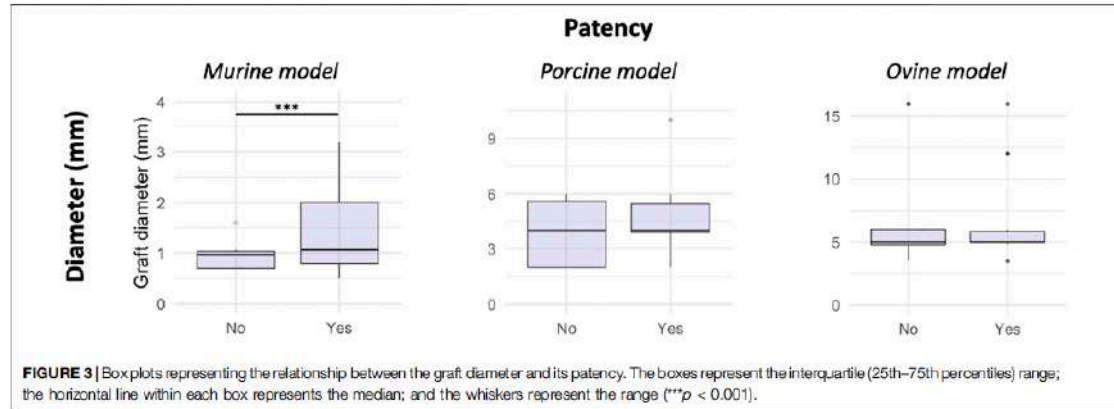 Patency
Murine model
Porcine model
Ovine model
Diameter (mm)
Graft diameter (mm)
4
3
2
1
0
***
No
Yes
9
6
3
0
No
Yes
15
10
5
0
No
Yes
FIGURE 3 | Box plots representing the relationship between the graft diameter and its patency. The boxes represent the interquartile (25th–75th percentiles) range;
the horizontal line within each box represents the median; and the whiskers represent the range (***p < 0.001).